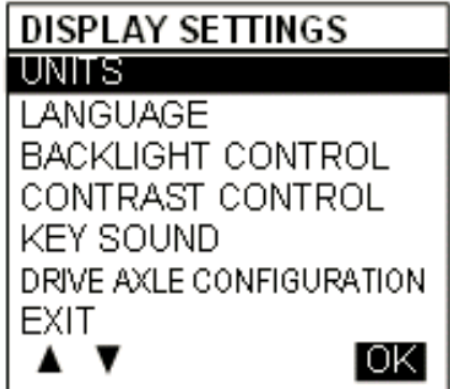 DISPLAY SETTINGS
UNITS
LANGUAGE
BACKLIGHT CONTROL
CONTRAST CONTROL
KEY SOUND
DRIVE AXLE CONFIGURATION
EXIT
▲ ▼ OK